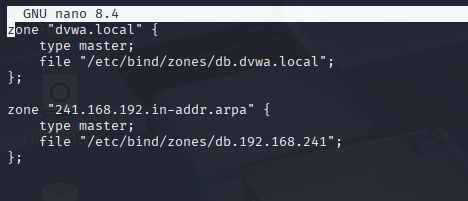 GNU nano 8.4
zone "dvwa.local" {
    type master;
    file "/etc/bind/zones/db.dvwa.local";
};
zone "241.168.192.in-addr.arpa" {
    type master;
    file "/etc/bind/zones/db.192.168.241";
};